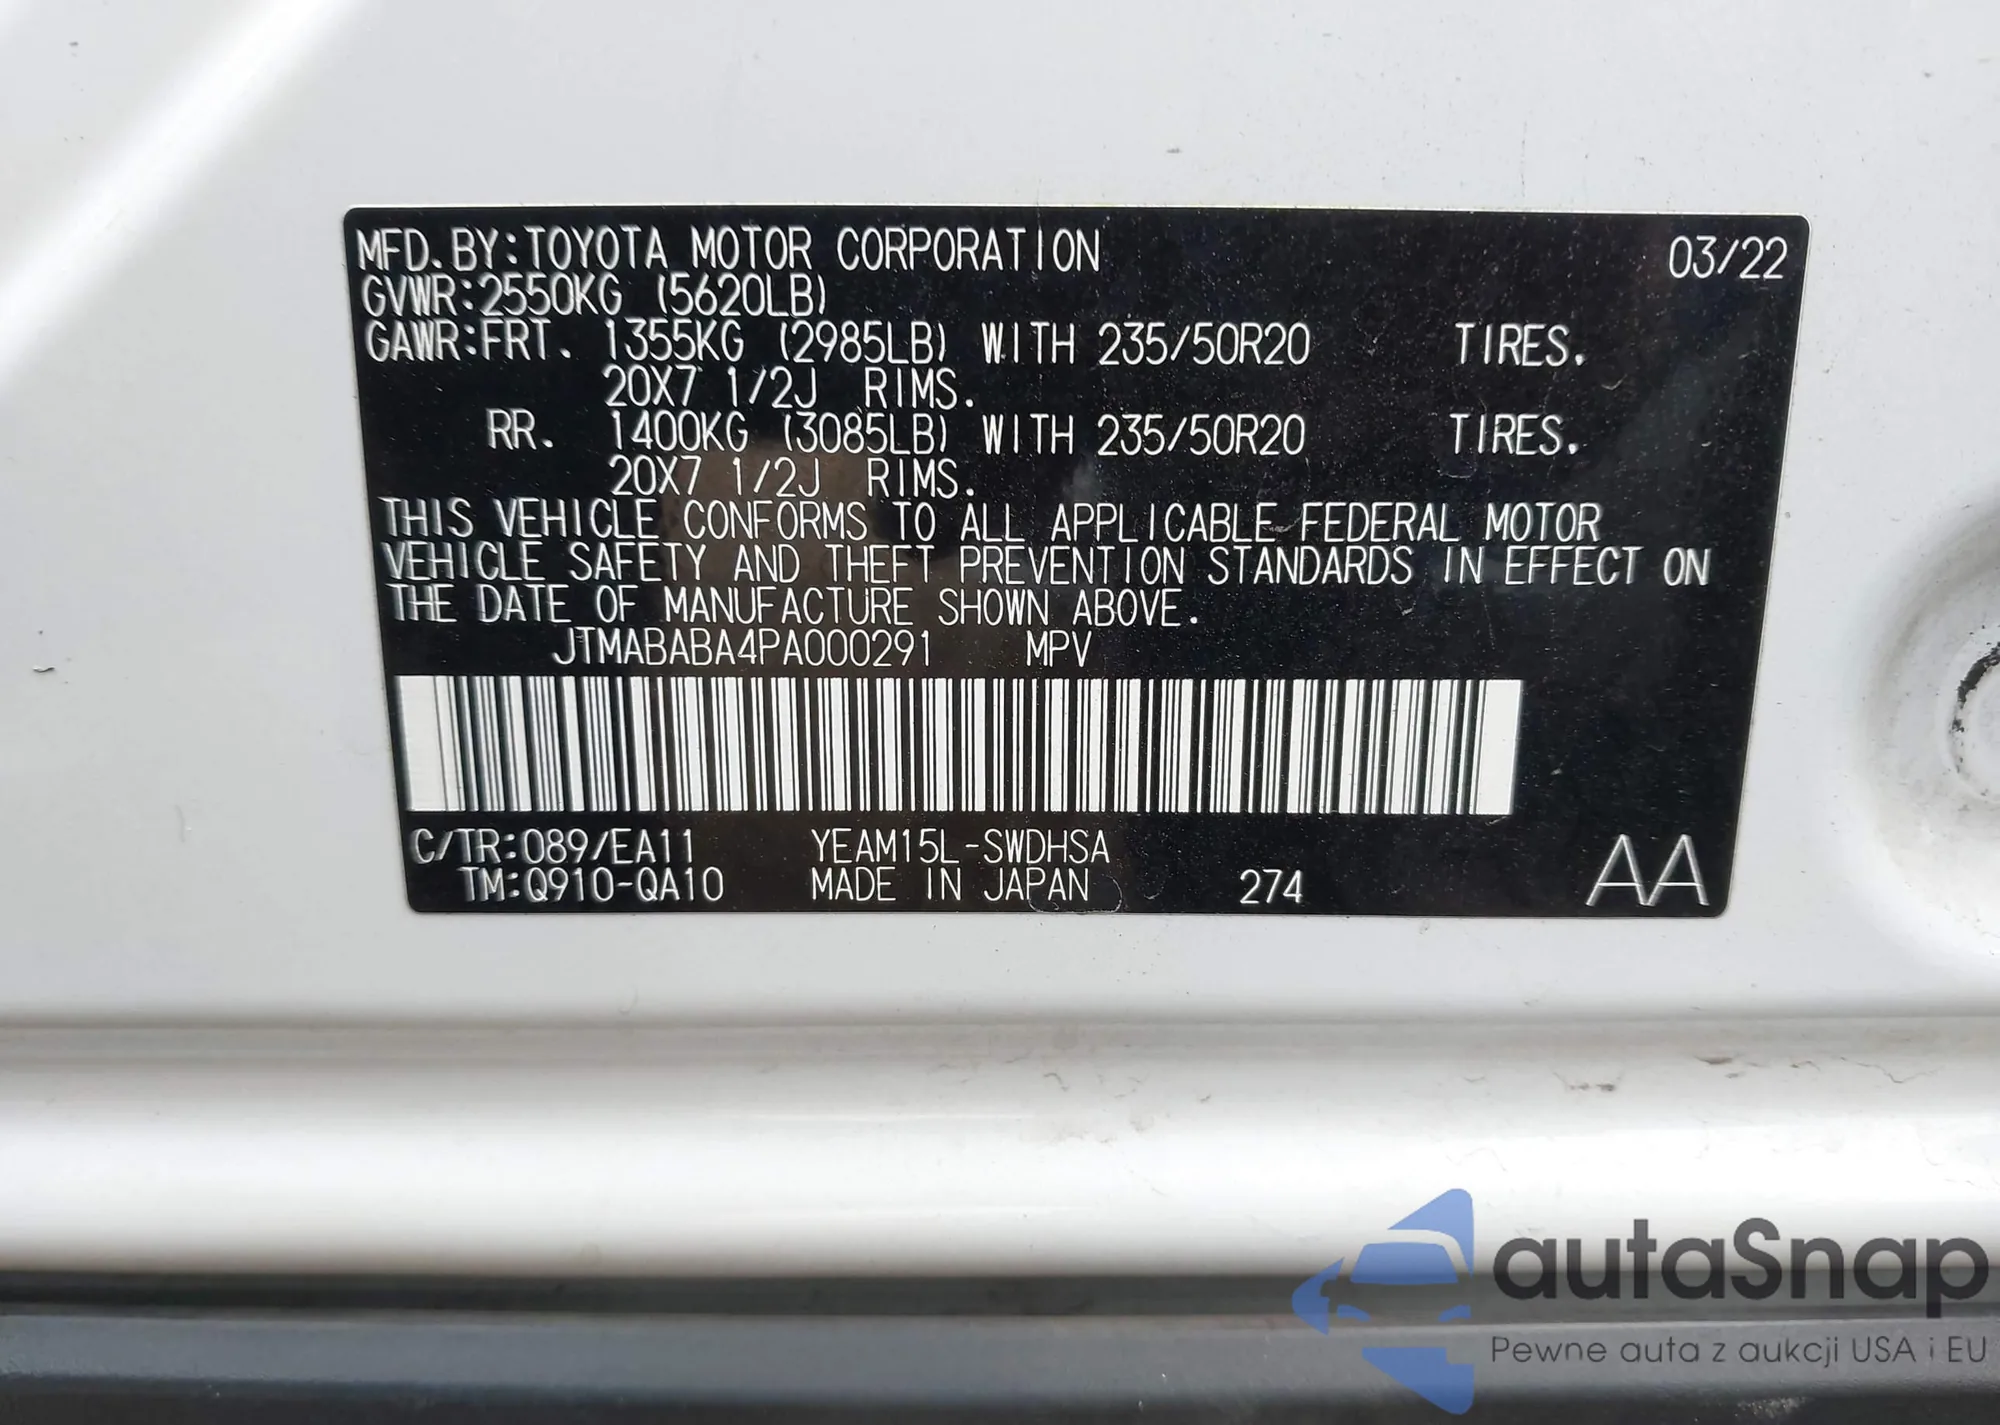 MFD.BY:TOYOTA MOTOR CORPORATION 03/22
GVWR:2550KG (5620LB)
GAWR:FRT. 1355KG (2985LB) WITH 235/50R20 TIRES.
20X7 1/2J RIMS.
RR. 1400KG (3085LB) WITH 235/50R20 TIRES.
20X7 1/2J RIMS.
THIS VEHICLE CONFORMS TO ALL APPLICABLE FEDERAL MOTOR
VEHICLE SAFETY AND THEFT PREVENTION STANDARDS IN EFFECT ON
THE DATE OF MANUFACTURE SHOWN ABOVE.
JTMABABA4PA000291 MPV
C/TR:089/EA11 YEAM15L-SWDHSA
TM:Q910-QA10 MADE IN JAPAN 274 AA
autaSnap
Pewne auta z aukcji USA i EU